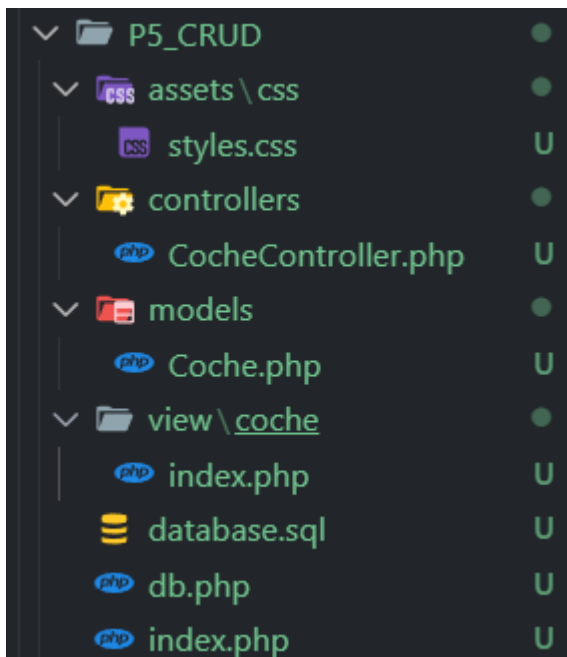 P5_CRUD
assets\css
styles.css U
controllers
CocheController.php U
models
Coche.php U
view\coche
index.php U
database.sql U
db.php U
index.php U